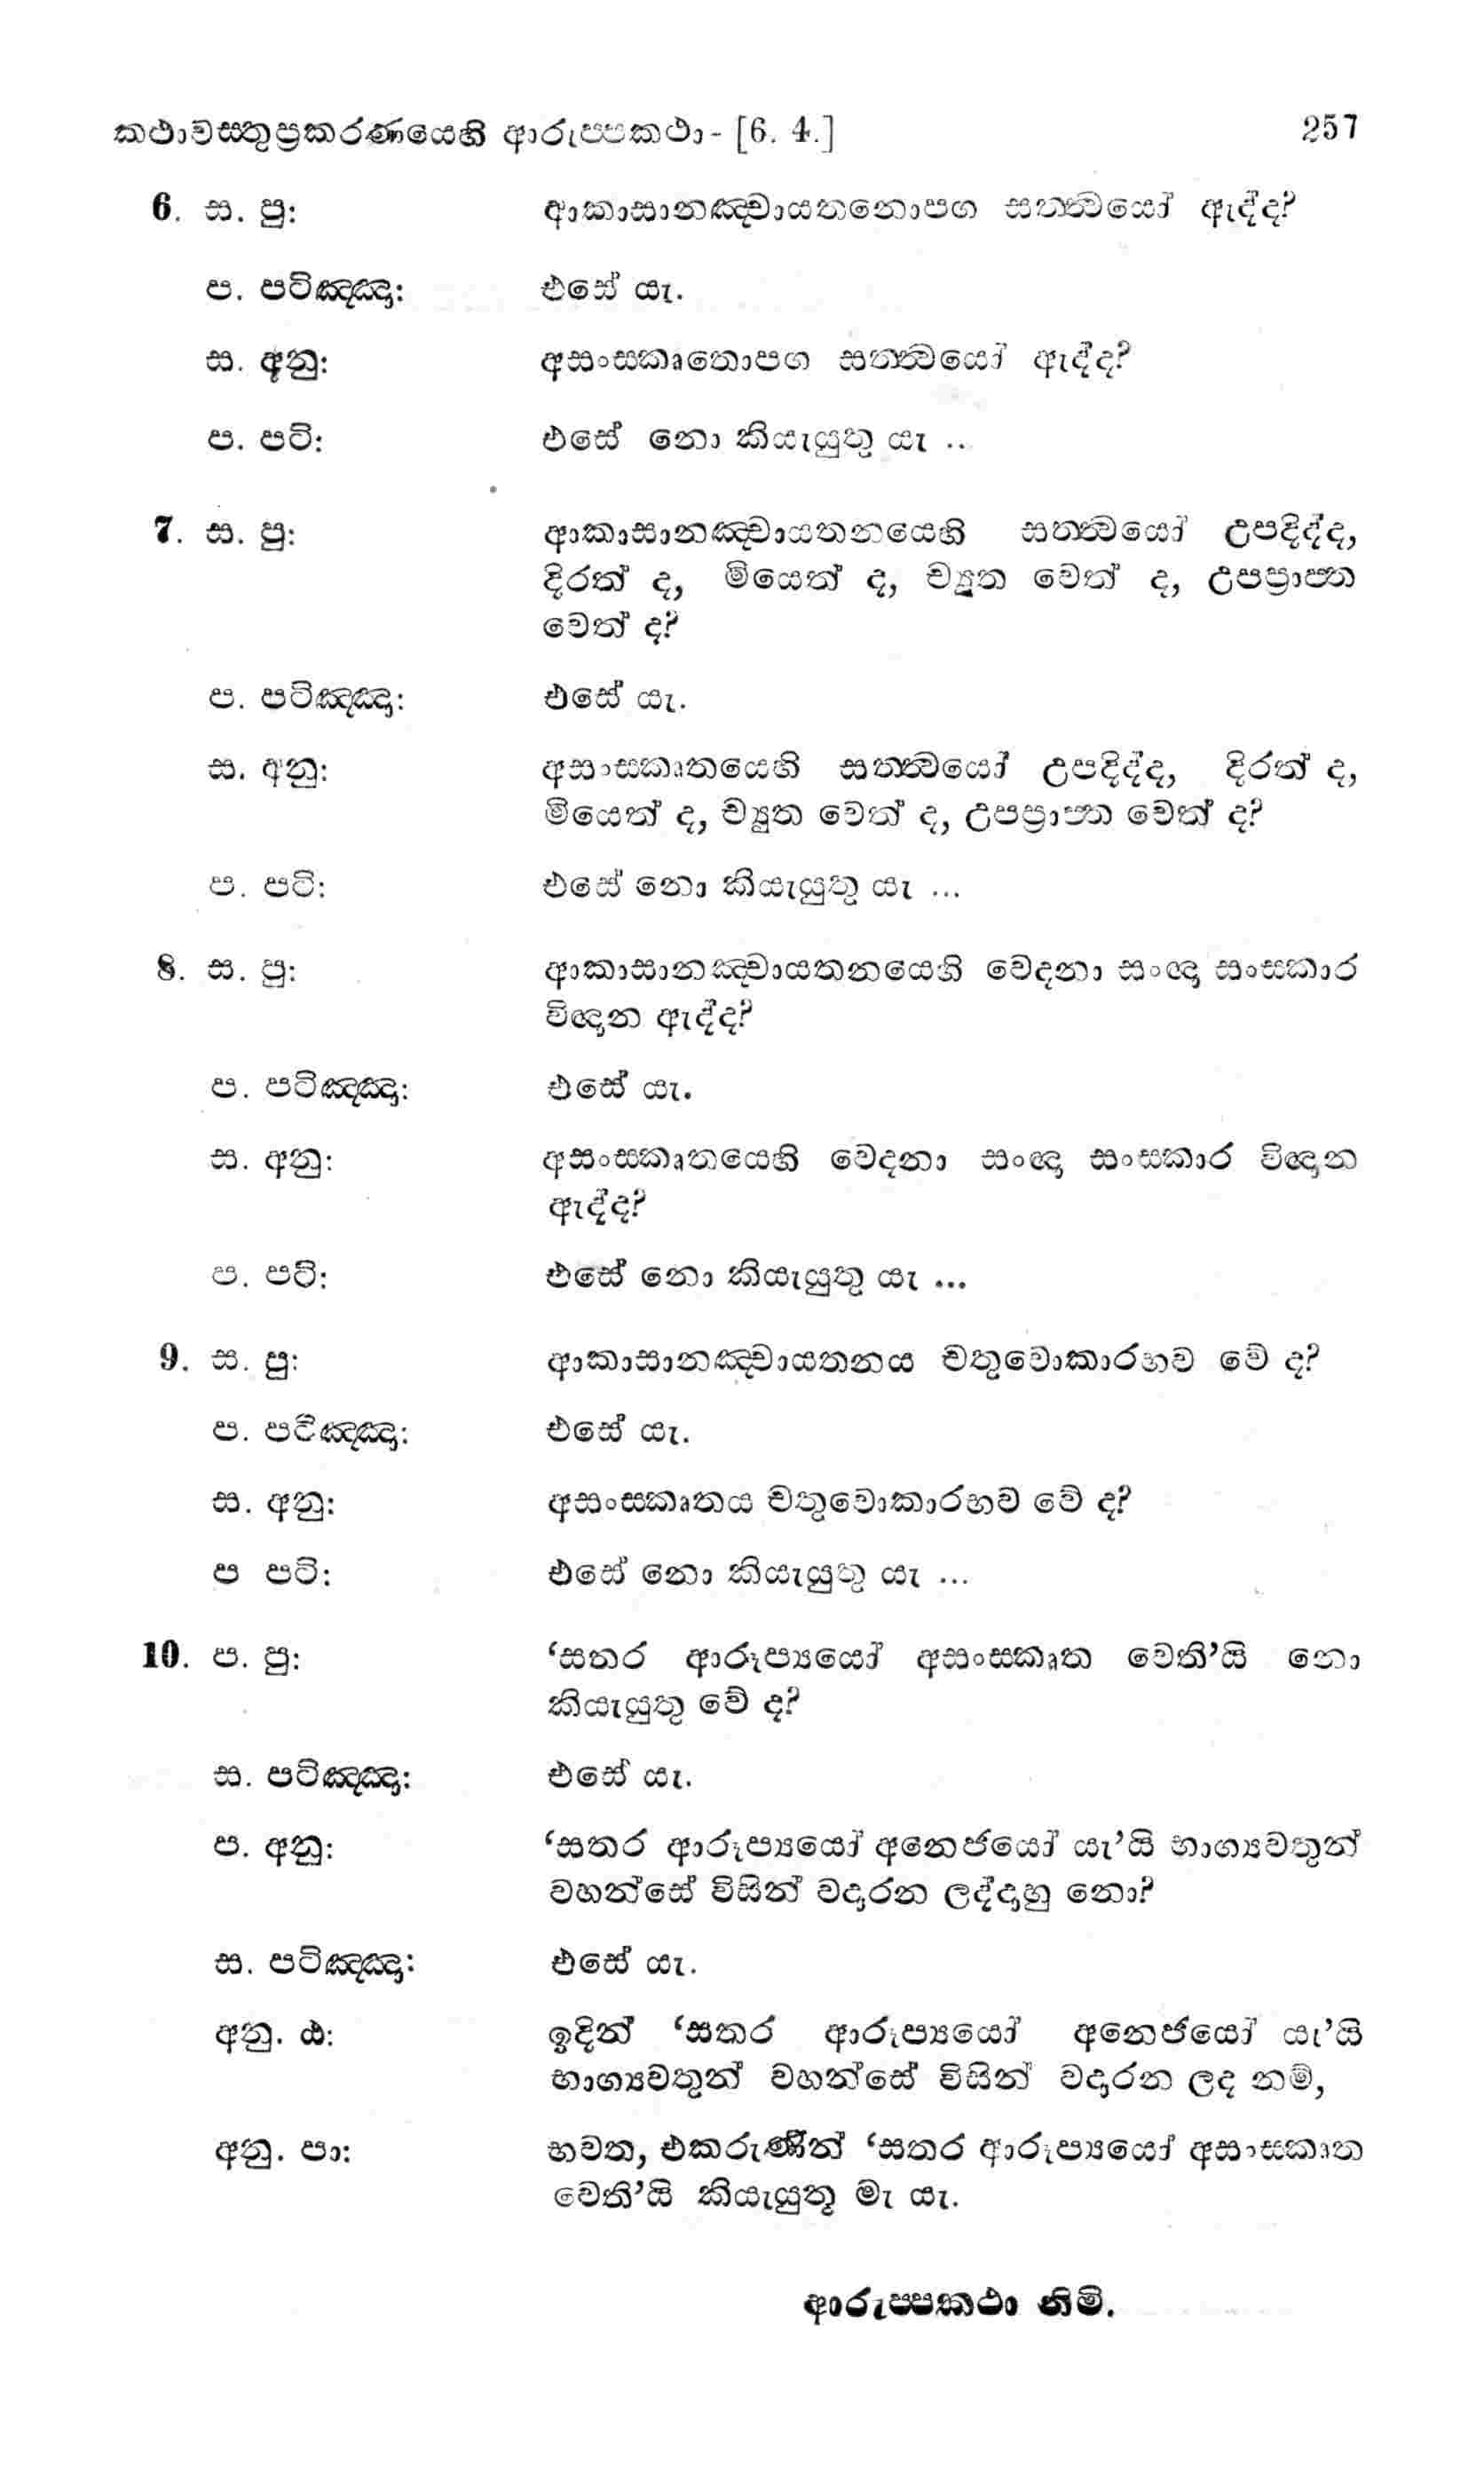 කථාවස්තුප්‍රකරණයෙහි ආරුප්පකථා - [6. 4.] 257
6. ස. පු: ආකාසානඤ්චායතනොපග සත්ත්‍වයෝ ඇද්ද?
ප. පටිඤ්ඤා: එසේ යැ.
ස. අනු: අසංස්කෘතොපග සත්ත්‍වයෝ ඇද්ද?
ප. පටි: එසේ නො කියැයුතු යැ ..
7. ස. පු: ආකාසානඤ්චායතනයෙහි සත්ත්‍වයෝ උපදිද්ද,
දිරත් ද, මියෙත් ද, ච්‍යුත වෙත් ද, උපප්‍රාප්ත
වෙත් ද?
ප. පටිඤ්ඤා: එසේ යැ.
ස. අනු: අසංස්කෘතයෙහි සත්ත්‍වයෝ උපදිද්ද, දිරත් ද,
මියෙත් ද, ච්‍යුත වෙත් ද, උපප්‍රාප්ත වෙත් ද?
ප. පටි: එසේ නො කියැයුතු යැ ...
8. ස. පු: ආකාසානඤ්චායතනයෙහි වෙදනා සංඥා සංස්කාර
විඥාන ඇද්ද?
ප. පටිඤ්ඤා: එසේ යැ.
ස. අනු: අසංස්කෘතයෙහි වෙදනා සංඥා සංස්කාර විඥාන
ඇද්ද?
ප. පටි: එසේ නො කියැයුතු යැ ...
9. ස. පු: ආකාසානඤ්චායතනය චතුවොකාරභව වේ ද?
ප. පටිඤ්ඤා: එසේ යැ.
ස. අනු: අසංස්කෘතය චතුවොකාරභව වේ ද?
ප පටි: එසේ නො කියැයුතු යැ ...
10. ප. පු: ‘සතර ආරූප්‍යයෝ අසංස්කෘත වෙති’යි නො
කියැයුතු වේ ද?
ස. පටිඤ්ඤා: එසේ යැ.
ප. අනු: ‘සතර ආරූප්‍යයෝ අනෙජයෝ යැ’යි භාග්‍යවතුන්
වහන්සේ විසින් වදාරන ලද්දාහු නො?
ස. පටිඤ්ඤා: එසේ යැ.
අනු. ඨ: ඉදින් ‘සතර ආරූප්‍යයෝ අනෙජයෝ යැ’යි
භාග්‍යවතුන් වහන්සේ විසින් වදාරන ලද නම්,
අනු. පා: භවත, එකරුණින් ‘සතර ආරූප්‍යයෝ අසංස්කෘත
වෙති’යි කියැයුතු මැ යැ.
ආරුප්පකථා නිමි.